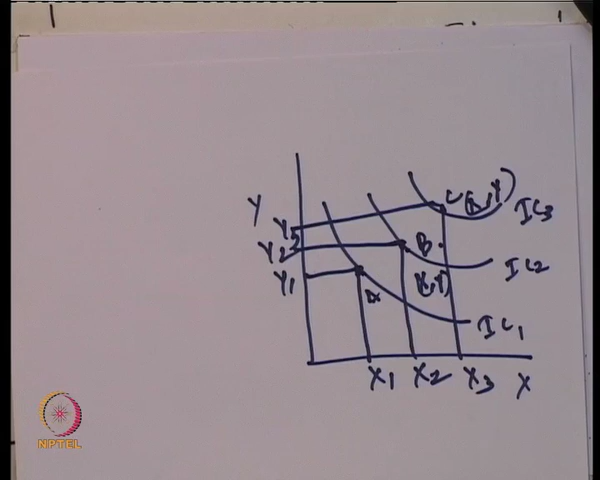 Y
Y3
C (X, Y)
IC3
Y2
B
(X, Y)
IC2
Y1
A
IC1
X1 X2 X3 X
NPTEL